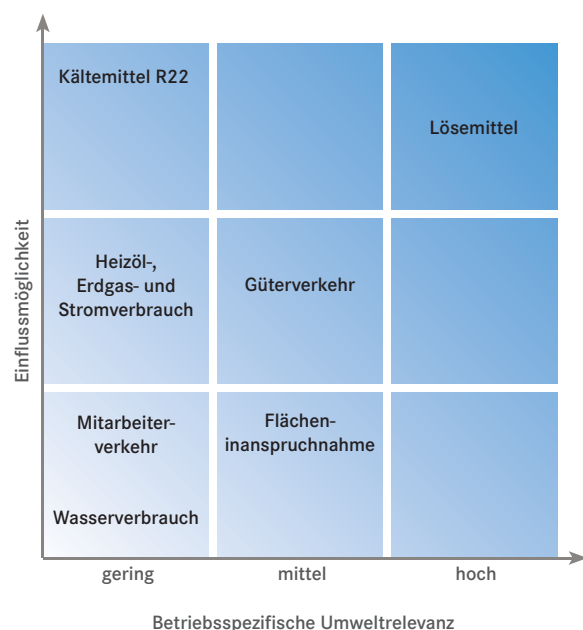 Kältemittel R22
Lösemittel
Heizöl-,
Erdgas- und
Stromverbrauch
Güterverkehr
Mitarbeiter-
verkehr
Flächen-
inanspruchnahme
Wasserverbrauch
Einflussmöglichkeit
gering
mittel
hoch
Betriebsspezifische Umweltrelevanz